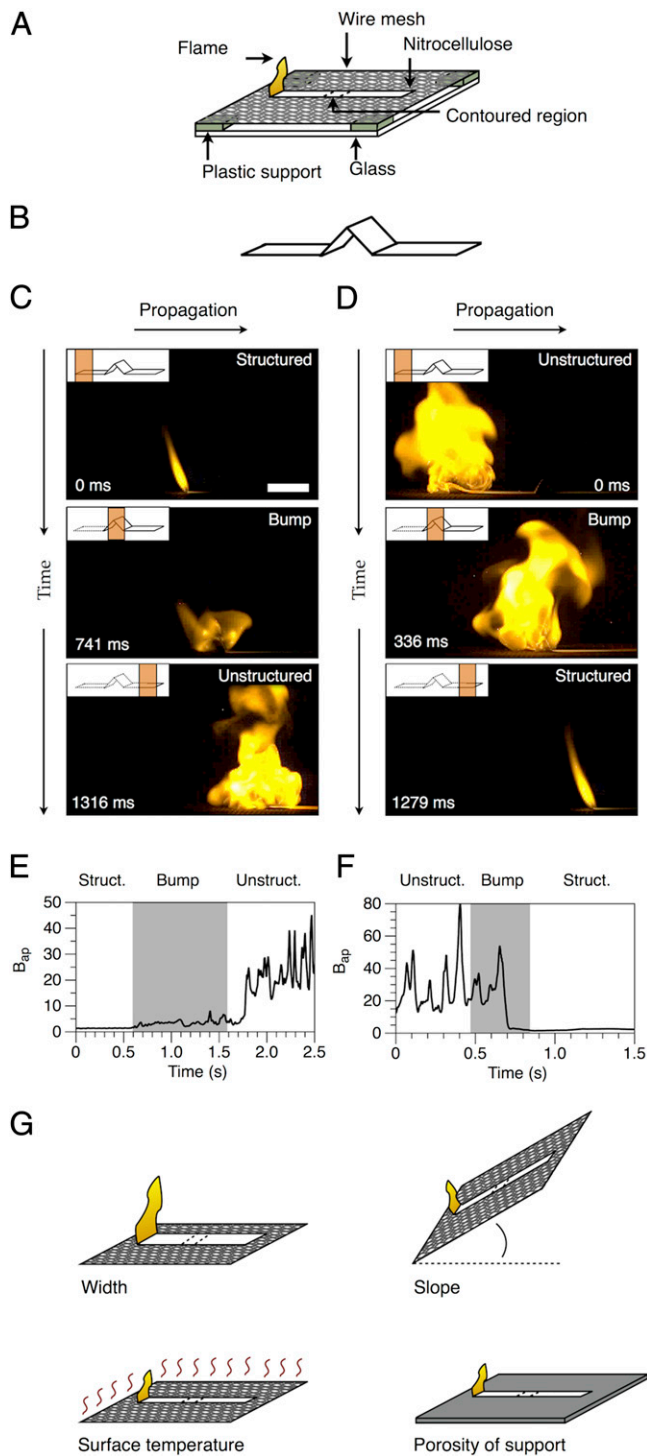 A
Wire mesh
Flame
Nitrocellulose
Contoured region
Plastic support
Glass
B
C
D
Propagation
Propagation
Time
Time
Structured
0 ms
Bump
741 ms
Unstructured
1316 ms
Unstructured
0 ms
Bump
336 ms
Structured
1279 ms
E
Struct. Bump Unstruct.
50
40
30
20
10
0
Bap
0 0.5 1.0 1.5 2.0 2.5
Time (s)
F
Unstruct. Bump Struct.
80
60
40
20
0
Bap
0 0.5 1.0 1.5
Time (s)
G
Width
Slope
Surface temperature
Porosity of support